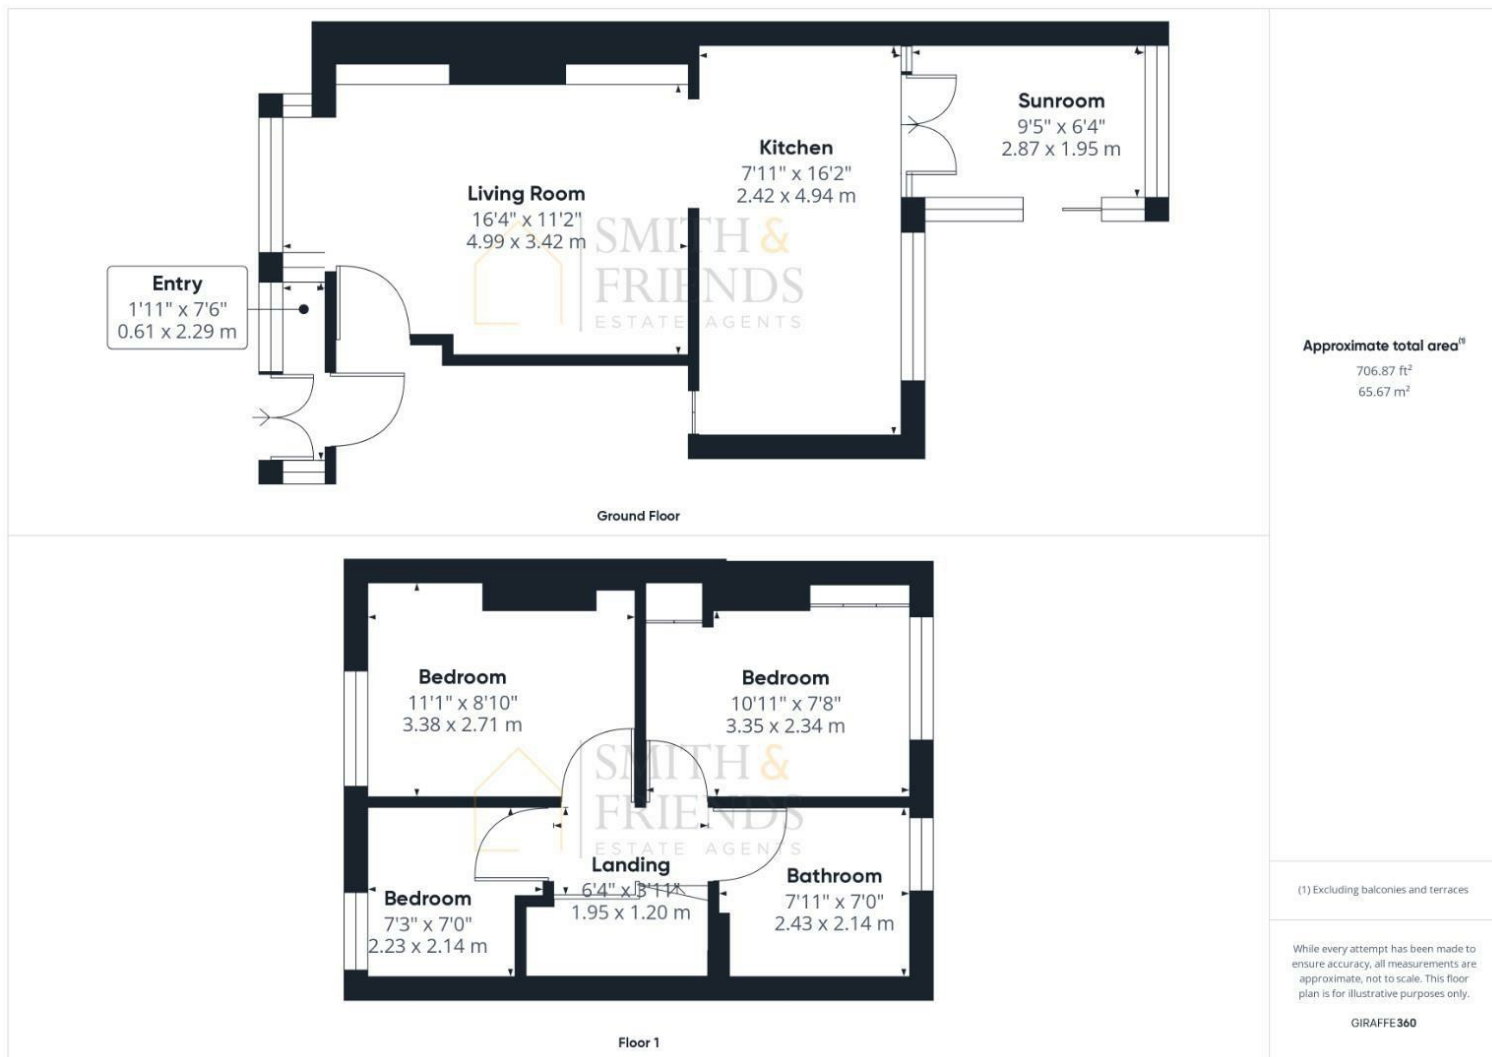 Living Room
16'4" x 11'2"
4.99 x 3.42 m
Kitchen
7'11" x 16'2"
2.42 x 4.94 m
Sunroom
9'5" x 6'4"
2.87 x 1.95 m
Entry
1'11" x 7'6"
0.61 x 2.29 m
SMITH &
FRIENDS
ESTATE AGENTS
Ground Floor
Bedroom
11'1" x 8'10"
3.38 x 2.71 m
Bedroom
10'11" x 7'8"
3.35 x 2.34 m
SMITH &
FRIENDS
ESTATE AGENTS
Bedroom
7'3" x 7'0"
2.23 x 2.14 m
Landing
6'4" x 3'11"
1.95 x 1.20 m
Bathroom
7'11" x 7'0"
2.43 x 2.14 m
Floor 1
Approximate total area(1)
706.87 ft²
65.67 m²
(1) Excluding balconies and terraces
While every attempt has been made to
ensure accuracy, all measurements are
approximate, not to scale. This floor
plan is for illustrative purposes only.
GIRAFFE360